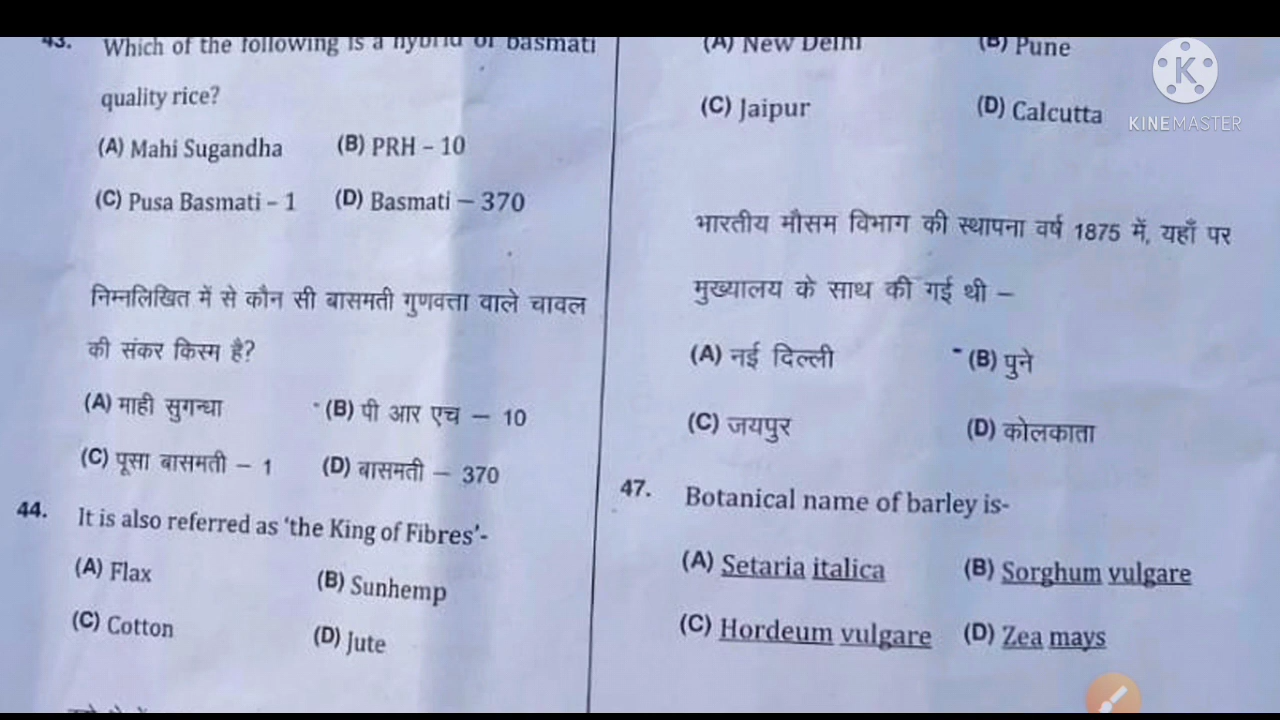 43. Which of the following is a hybrid of basmati
quality rice?
(A) Mahi Sugandha (B) PRH – 10
(C) Pusa Basmati – 1 (D) Basmati – 370
निम्नलिखित में से कौन सी बासमती गुणवत्ता वाले चावल
की संकर किस्म है?
(A) माही सुगन्धा (B) पी आर एच – 10
(C) पूसा बासमती – 1 (D) बासमती – 370
44. It is also referred as ‘the King of Fibres’-
(A) Flax (B) Sunhemp
(C) Cotton (D) Jute
(A) New Delhi (B) Pune
(C) Jaipur (D) Calcutta
भारतीय मौसम विभाग की स्थापना वर्ष 1875 में, यहाँ पर
मुख्यालय के साथ की गई थी –
(A) नई दिल्ली (B) पुने
(C) जयपुर (D) कोलकाता
47. Botanical name of barley is-
(A) Setaria italica (B) Sorghum vulgare
(C) Hordeum vulgare (D) Zea mays
K
KINEMASTER